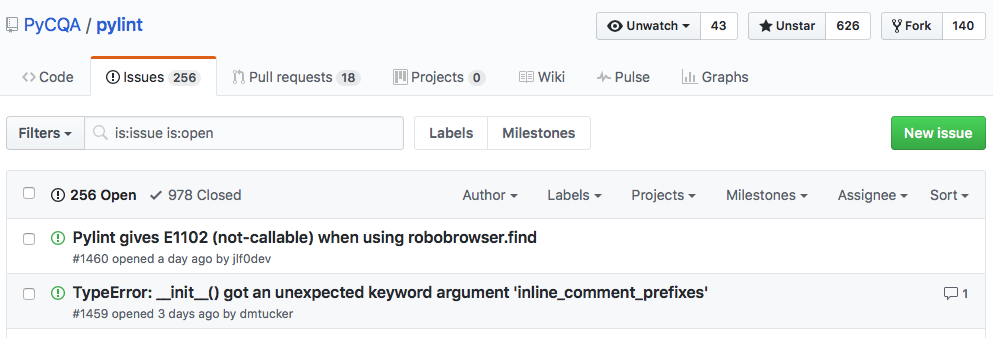 PyCQA / pylint
Unwatch 43
Unstar 626
Fork 140
Code
Issues 256
Pull requests 18
Projects 0
Wiki
Pulse
Graphs
Filters
is:issue is:open
Labels
Milestones
New issue
256 Open
978 Closed
Author
Labels
Projects
Milestones
Assignee
Sort
Pylint gives E1102 (not-callable) when using robobrowser.find
#1460 opened a day ago by jlf0dev
TypeError: __init__() got an unexpected keyword argument 'inline_comment_prefixes'
1
#1459 opened 3 days ago by dmtucker